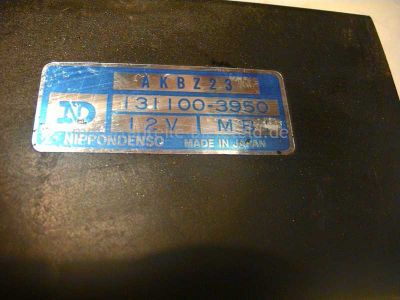 AKBZ23
ND 131100-3950
12V
NIPPONDENSO MADE IN JAPAN